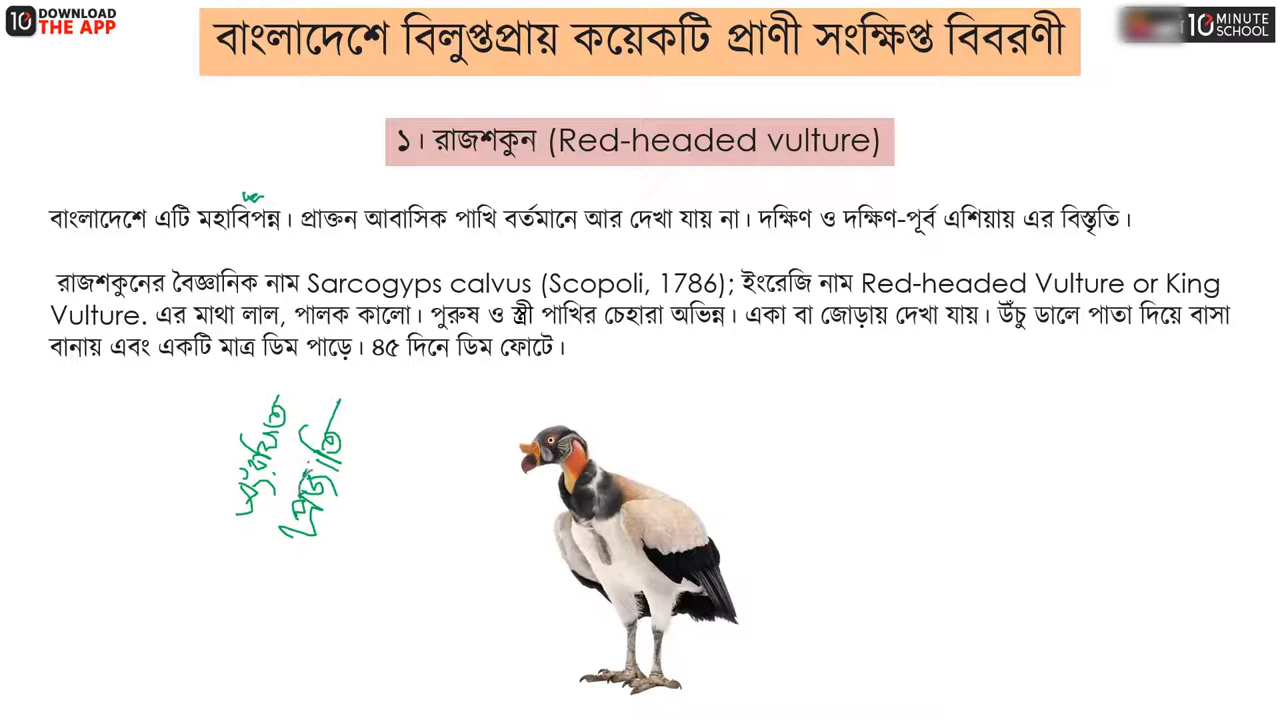 10 DOWNLOAD THE APP
10 MINUTE SCHOOL
বাংলাদেশে বিলুপ্তপ্রায় কয়েকটি প্রাণী সংক্ষিপ্ত বিবরণী
১। রাজশকুন (Red-headed vulture)
বাংলাদেশে এটি মহাবিপন্ন। প্রাক্তন আবাসিক পাখি বর্তমানে আর দেখা যায় না। দক্ষিণ ও দক্ষিণ-পূর্ব এশিয়ায় এর বিস্তৃতি।
রাজশকুনের বৈজ্ঞানিক নাম Sarcogyps calvus (Scopoli, 1786); ইংরেজি নাম Red-headed Vulture or King
Vulture. এর মাথা লাল, পালক কালো। পুরুষ ও স্ত্রী পাখির চেহারা অভিন্ন। একা বা জোড়ায় দেখা যায়। উঁচু ডালে পাতা দিয়ে বাসা
বানায় এবং একটি মাত্র ডিম পাড়ে। ৪৫ দিনে ডিম ফোটে।
প্রজাতি